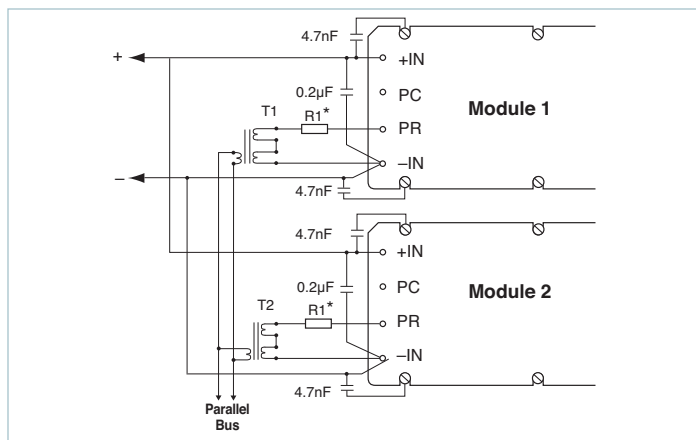 4.7nF
+
+IN
0.2µF
PC
Module 1
T1
R1*
PR
–IN
–
4.7nF
4.7nF
+IN
0.2µF
PC
Module 2
T2
R1*
PR
–IN
4.7nF
Parallel
Bus